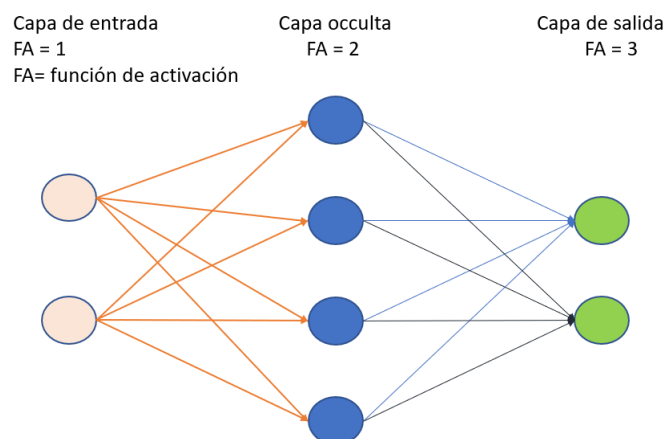 Capa de entrada
FA = 1
FA= función de activación
Capa occulta
FA = 2
Capa de salida
FA = 3